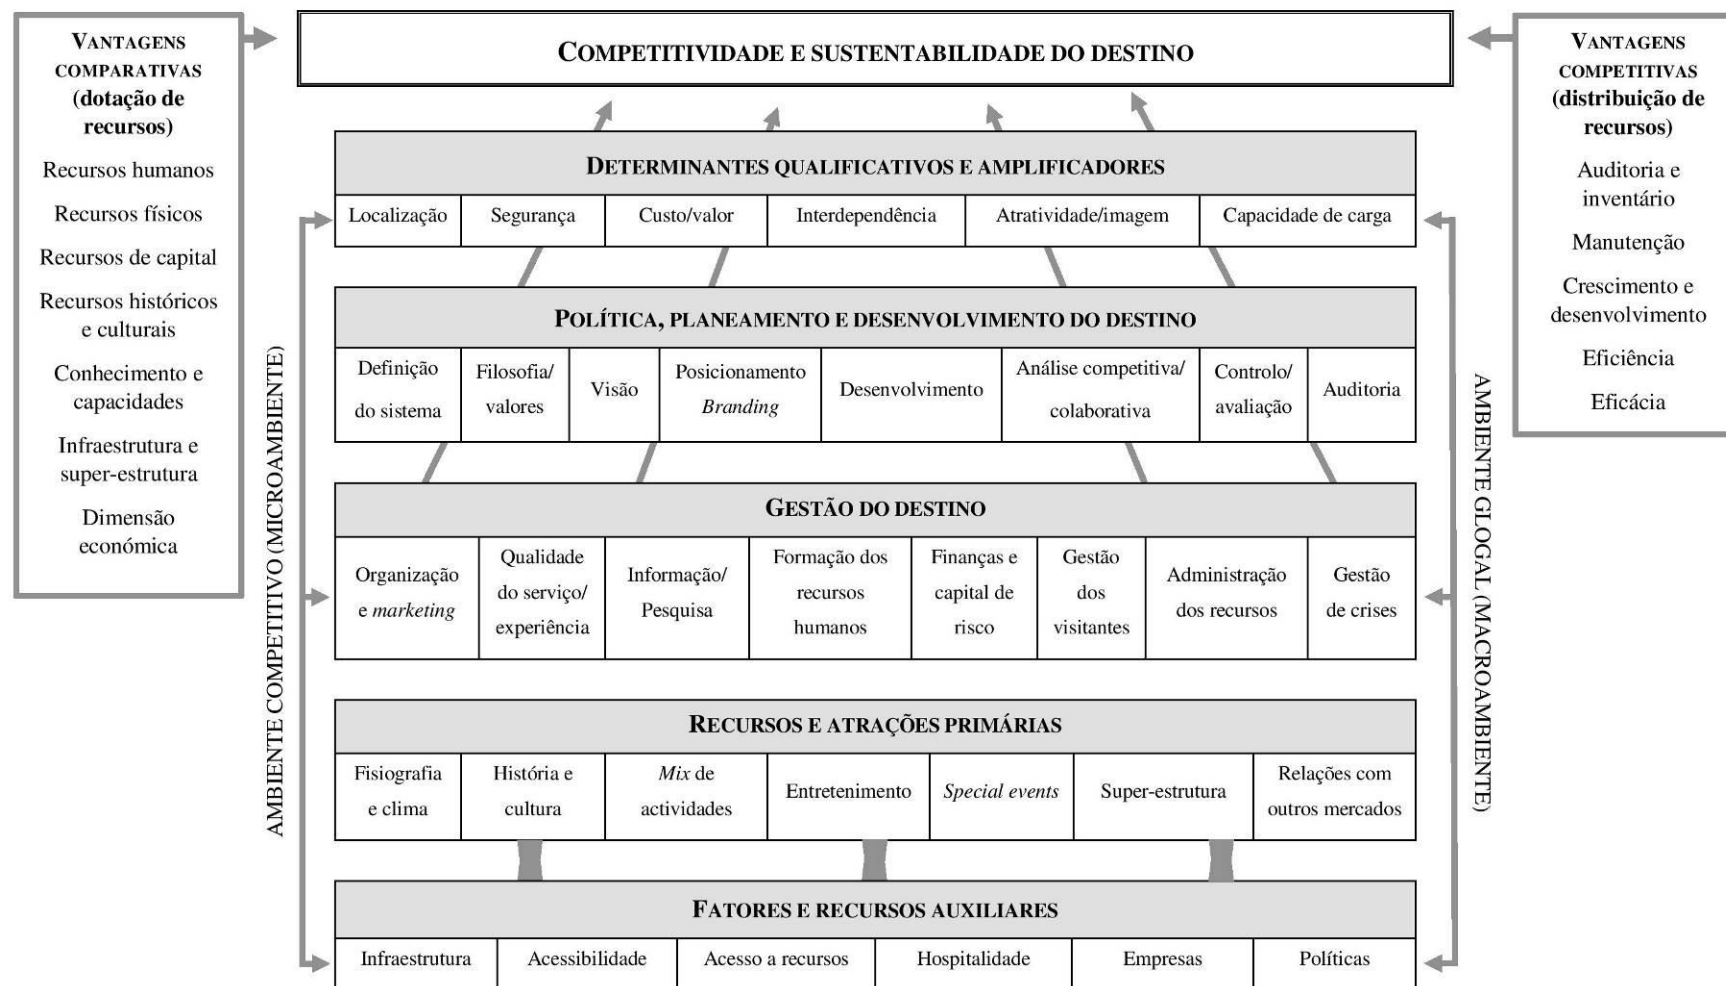 VANTAGENS
COMPARATIVAS
(dotação de
recursos)
Recursos humanos
Recursos físicos
Recursos de capital
Recursos históricos
e culturais
Conhecimento e
capacidades
Infraestrutura e
super-estrutura
Dimensão
económica
COMPETITIVIDADE E SUSTENTABILIDADE DO DESTINO
VANTAGENS
COMPETITIVAS
(distribuição de
recursos)
Auditoria e
inventário
Manutenção
Crescimento e
desenvolvimento
Eficiência
Eficácia
AMBIENTE COMPETITIVO (MICROAMBIENTE)
DETERMINANTES QUALIFICATIVOS E AMPLIFICADORES
Localização
Segurança
Custo/valor
Interdependência
Atratividade/imagem
Capacidade de carga
POLÍTICA, PLANEAMENTO E DESENVOLVIMENTO DO DESTINO
Definição
do sistema
Filosofia/
valores
Visão
Posicionamento
Branding
Desenvolvimento
Análise competitiva/
colaborativa
Controlo/
avaliação
Auditoria
GESTÃO DO DESTINO
Organização
e marketing
Qualidade
do serviço/
experiência
Informação/
Pesquisa
Formação dos
recursos
humanos
Finanças e
capital de
risco
Gestão
dos
visitantes
Administração
dos recursos
Gestão
de crises
RECURSOS E ATRAÇÕES PRIMÁRIAS
Fisiografia
e clima
História e
cultura
Mix de
actividades
Entretenimento
Special events
Super-estrutura
Relações com
outros mercados
FATORES E RECURSOS AUXILIARES
Infraestrutura
Acessibilidade
Acesso a recursos
Hospitalidade
Empresas
Políticas
AMBIENTE GLOGAL (MACROAMBIENTE)